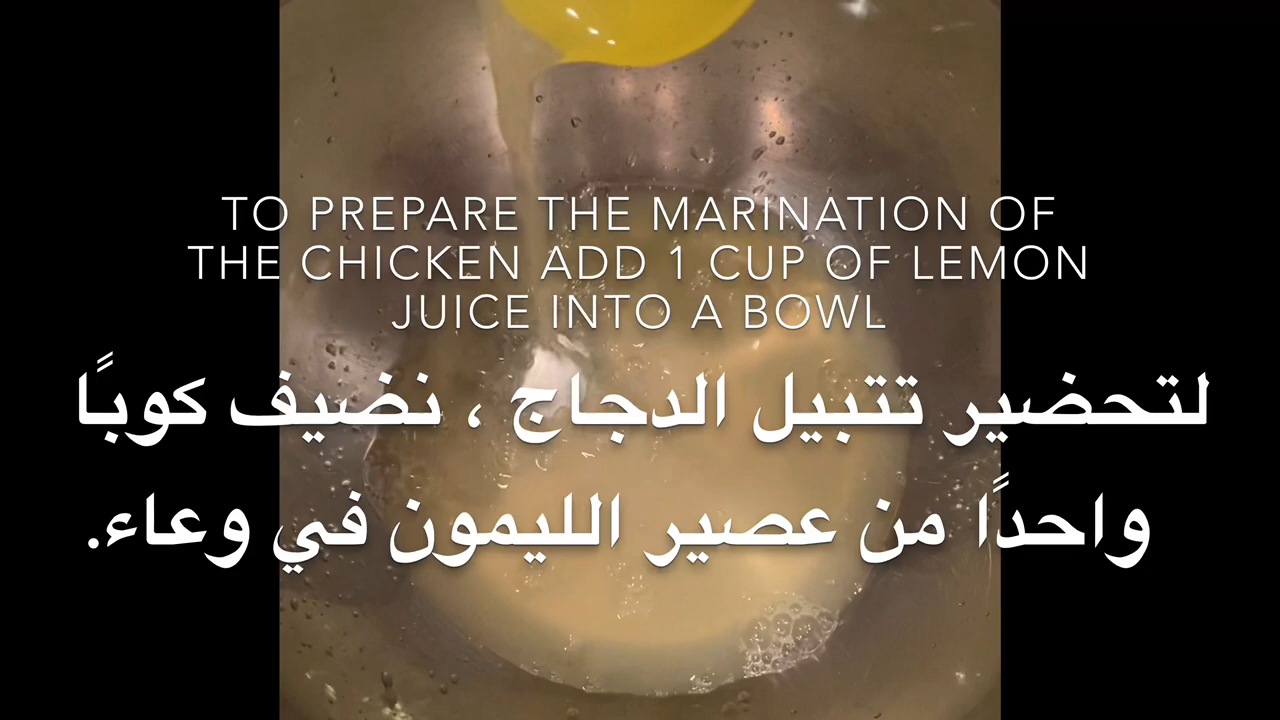 TO PREPARE THE MARINATION OF
THE CHICKEN ADD 1 CUP OF LEMON
JUICE INTO A BOWL
لتحضير تتبيل الدجاج ، نضيف كوبًا
واحدًا من عصير الليمون في وعاء.